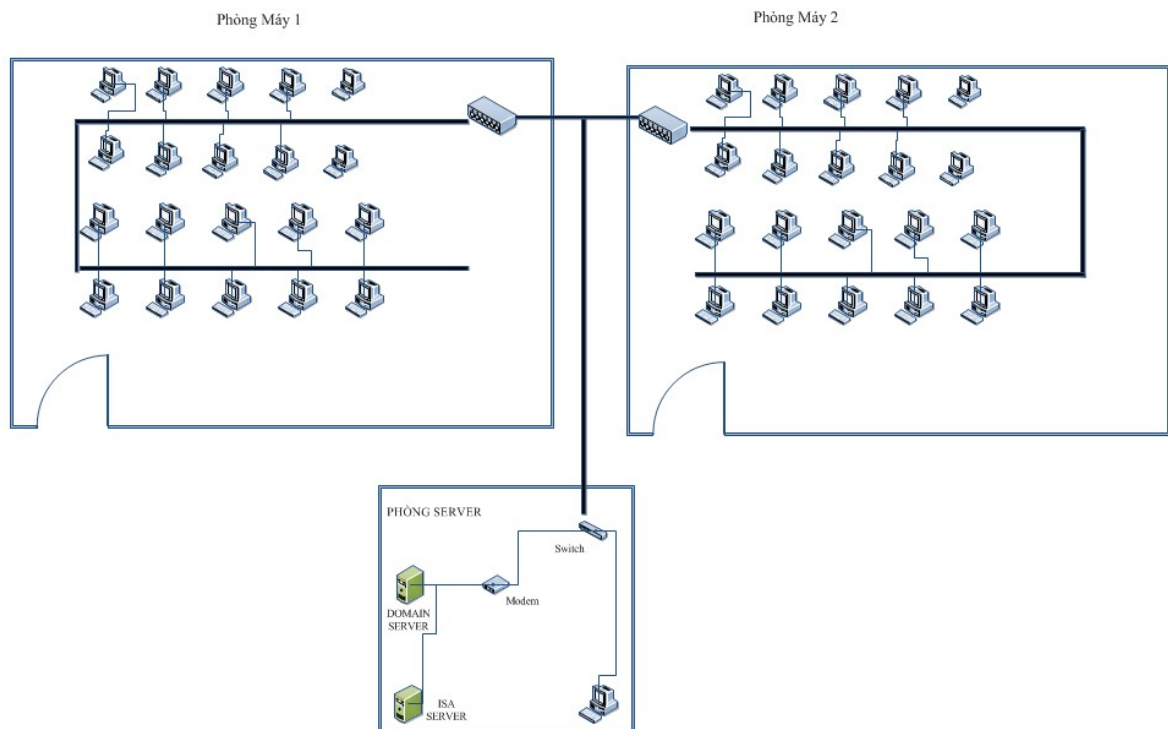 Phòng Máy 1
Phòng Máy 2
PHÒNG SERVER
Switch
Modem
DOMAIN
SERVER
ISA
SERVER